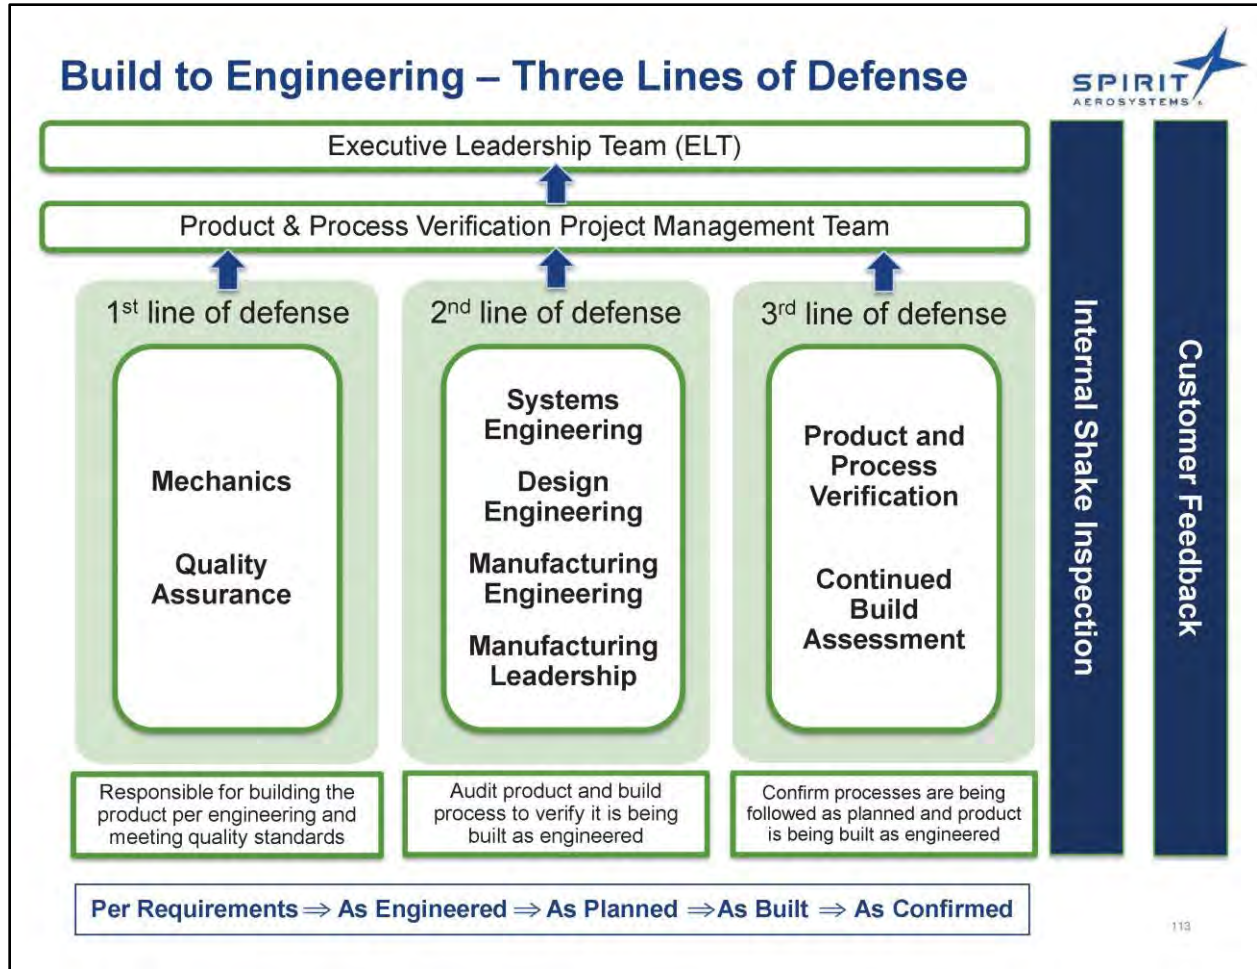 Build to Engineering – Three Lines of Defense
SPIRIT
AEROSYSTEMS
Executive Leadership Team (ELT)
Product & Process Verification Project Management Team
1st line of defense
Mechanics
Quality
Assurance
Responsible for building the
product per engineering and
meeting quality standards
2nd line of defense
Systems
Engineering
Design
Engineering
Manufacturing
Engineering
Manufacturing
Leadership
Audit product and build
process to verify it is being
built as engineered
3rd line of defense
Product and
Process
Verification
Continued
Build
Assessment
Confirm processes are being
followed as planned and product
is being built as engineered
Internal Shake Inspection
Customer Feedback
Per Requirements ⇒ As Engineered ⇒ As Planned ⇒ As Built ⇒ As Confirmed
113